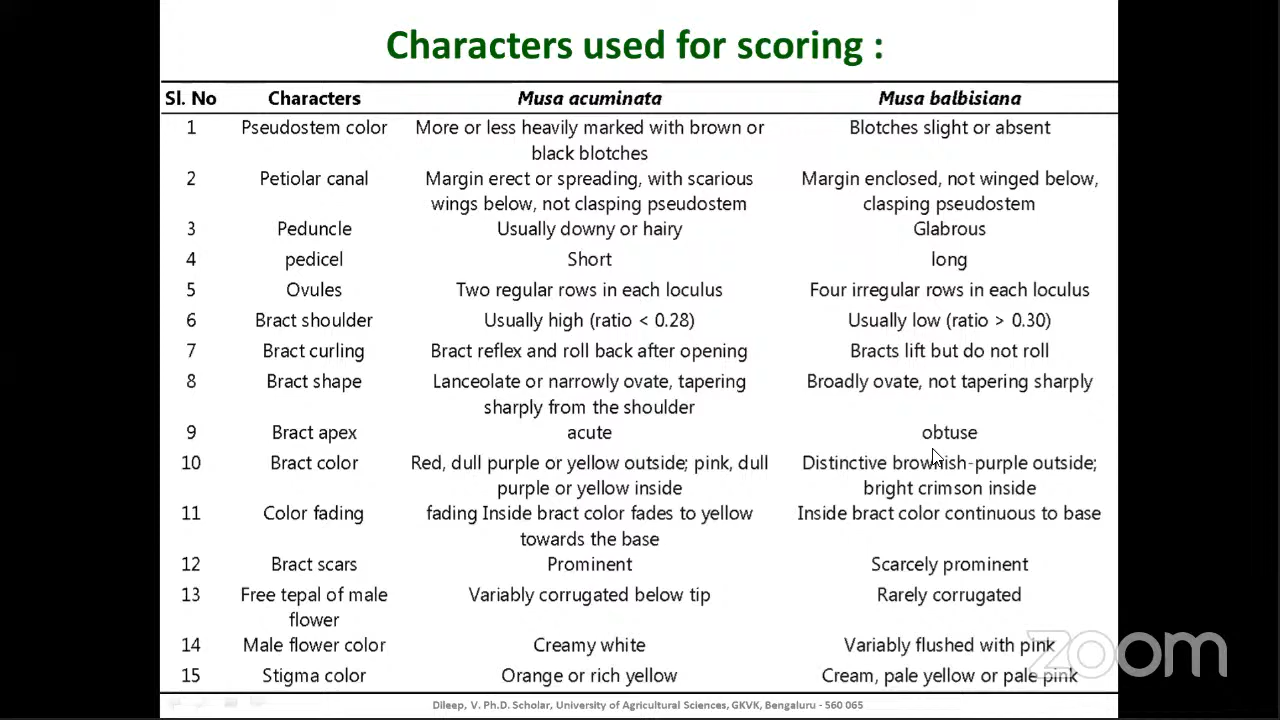 Characters used for scoring :
Sl. No Characters Musa acuminata Musa balbisiana
1 Pseudostem color More or less heavily marked with brown or Blotches slight or absent
black blotches
2 Petiolar canal Margin erect or spreading, with scarious Margin enclosed, not winged below,
wings below, not clasping pseudostem clasping pseudostem
3 Peduncle Usually downy or hairy Glabrous
4 pedicel Short long
5 Ovules Two regular rows in each loculus Four irregular rows in each loculus
6 Bract shoulder Usually high (ratio < 0.28) Usually low (ratio > 0.30)
7 Bract curling Bract reflex and roll back after opening Bracts lift but do not roll
8 Bract shape Lanceolate or narrowly ovate, tapering Broadly ovate, not tapering sharply
sharply from the shoulder
9 Bract apex acute obtuse
10 Bract color Red, dull purple or yellow outside; pink, dull Distinctive brownish-purple outside;
purple or yellow inside bright crimson inside
11 Color fading fading Inside bract color fades to yellow Inside bract color continuous to base
towards the base
12 Bract scars Prominent Scarcely prominent
13 Free tepal of male Variably corrugated below tip Rarely corrugated
flower
14 Male flower color Creamy white Variably flushed with pink
15 Stigma color Orange or rich yellow Cream, pale yellow or pale pink
zoom
Dileep, V. Ph.D. Scholar, University of Agricultural Sciences, GKVK, Bengaluru - 560 065